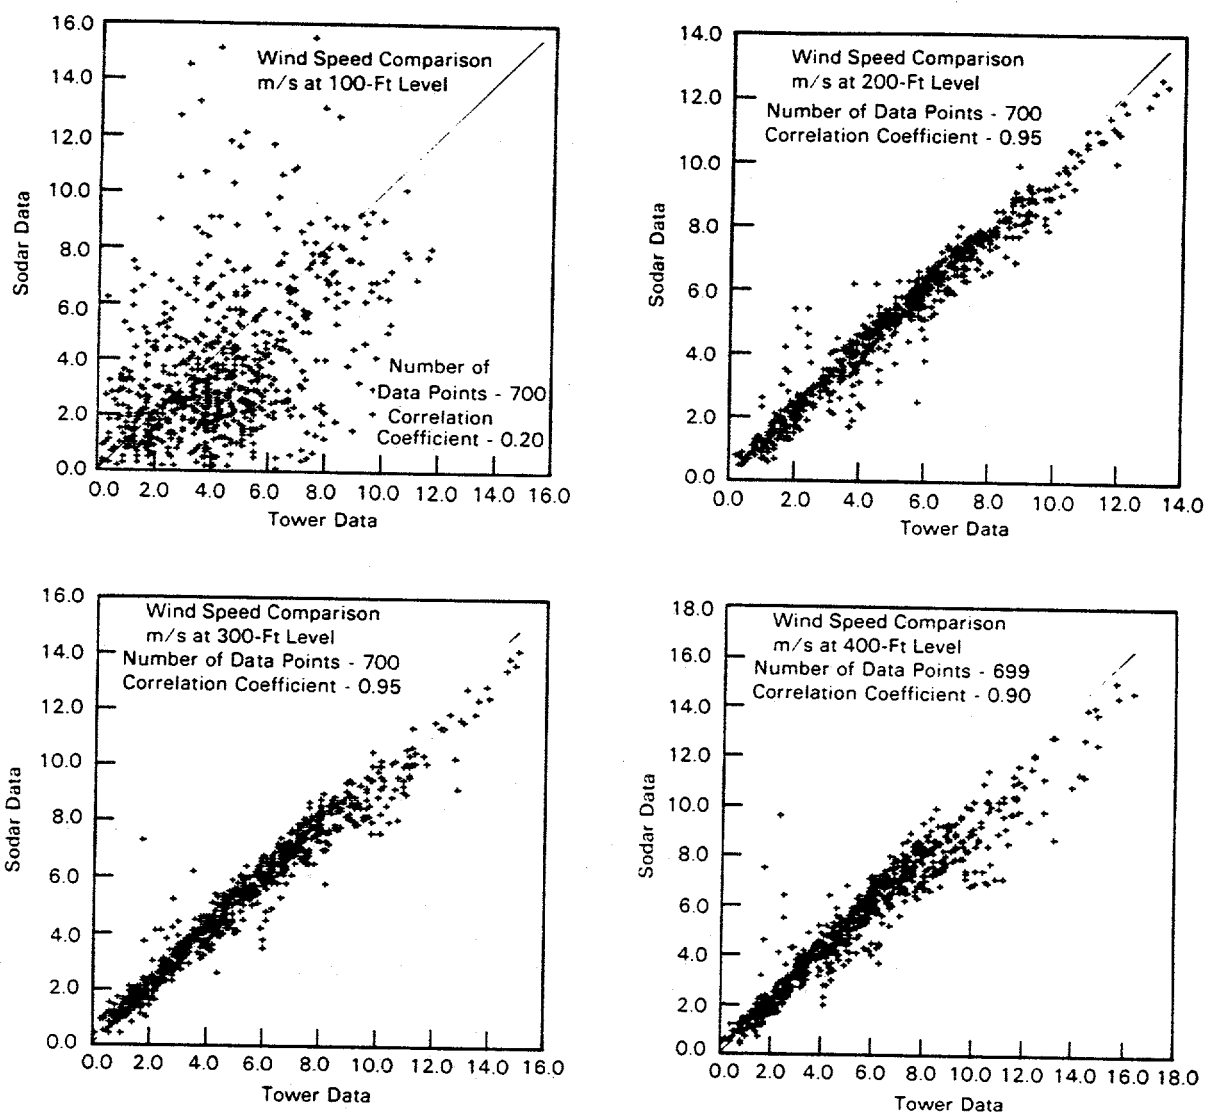 Wind Speed Comparison
m/s at 100-Ft Level
16.0
14.0
12.0
10.0
8.0
6.0
4.0
2.0
0.0
Sodar Data
Number of
Data Points - 700
Correlation
Coefficient - 0.20
0.0 2.0 4.0 6.0 8.0 10.0 12.0 14.0 16.0
Tower Data
Wind Speed Comparison
m/s at 200-Ft Level
Number of Data Points - 700
Correlation Coefficient - 0.95
14.0
12.0
10.0
8.0
6.0
4.0
2.0
0.0
Sodar Data
0.0 2.0 4.0 6.0 8.0 10.0 12.0 14.0
Tower Data
Wind Speed Comparison
m/s at 300-Ft Level
Number of Data Points - 700
Correlation Coefficient - 0.95
16.0
14.0
12.0
10.0
8.0
6.0
4.0
2.0
0.0
Sodar Data
0.0 2.0 4.0 6.0 8.0 10.0 12.0 14.0 16.0
Tower Data
Wind Speed Comparison
m/s at 400-Ft Level
Number of Data Points - 699
Correlation Coefficient - 0.90
18.0
16.0
14.0
12.0
10.0
8.0
6.0
4.0
2.0
0.0
Sodar Data
0.0 2.0 4.0 6.0 8.0 10.0 12.0 14.0 16.0 18.0
Tower Data